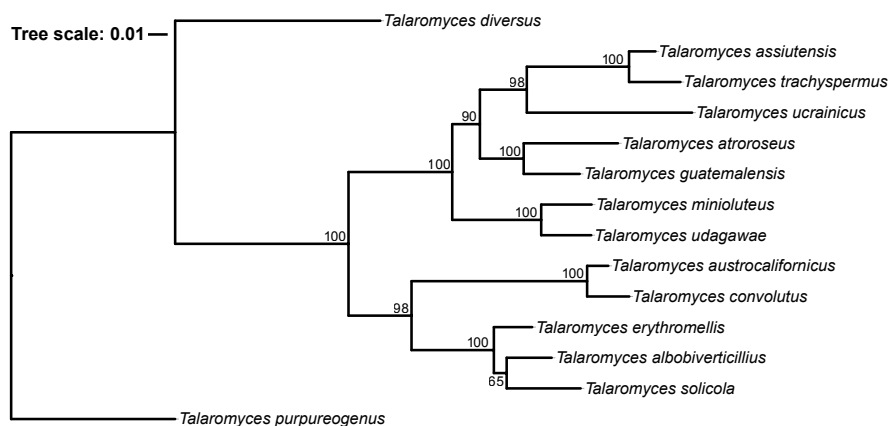 Talaromyces diversus
Tree scale: 0.01
Talaromyces assiutensis
100
Talaromyces trachyspermus
98
Talaromyces ucrainicus
90
Talaromyces atroroseus
100
100
Talaromyces guatemalensis
Talaromyces minioluteus
100
Talaromyces udagawae
100
Talaromyces austrocalifornicus
100
Talaromyces convolutus
98
Talaromyces erythromellis
100
Talaromyces albobiverticillius
65
Talaromyces solicola
Talaromyces purpureogenus